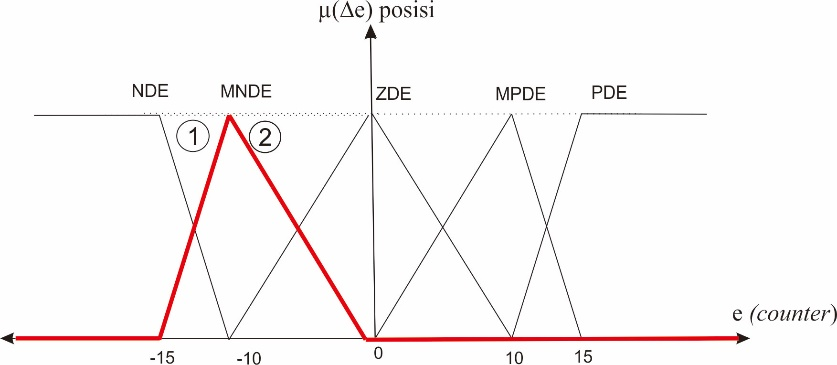 μ(Δe) posisi
NDE MNDE ZDE MPDE PDE
1 2
e (counter)
-15 -10 0 10 15